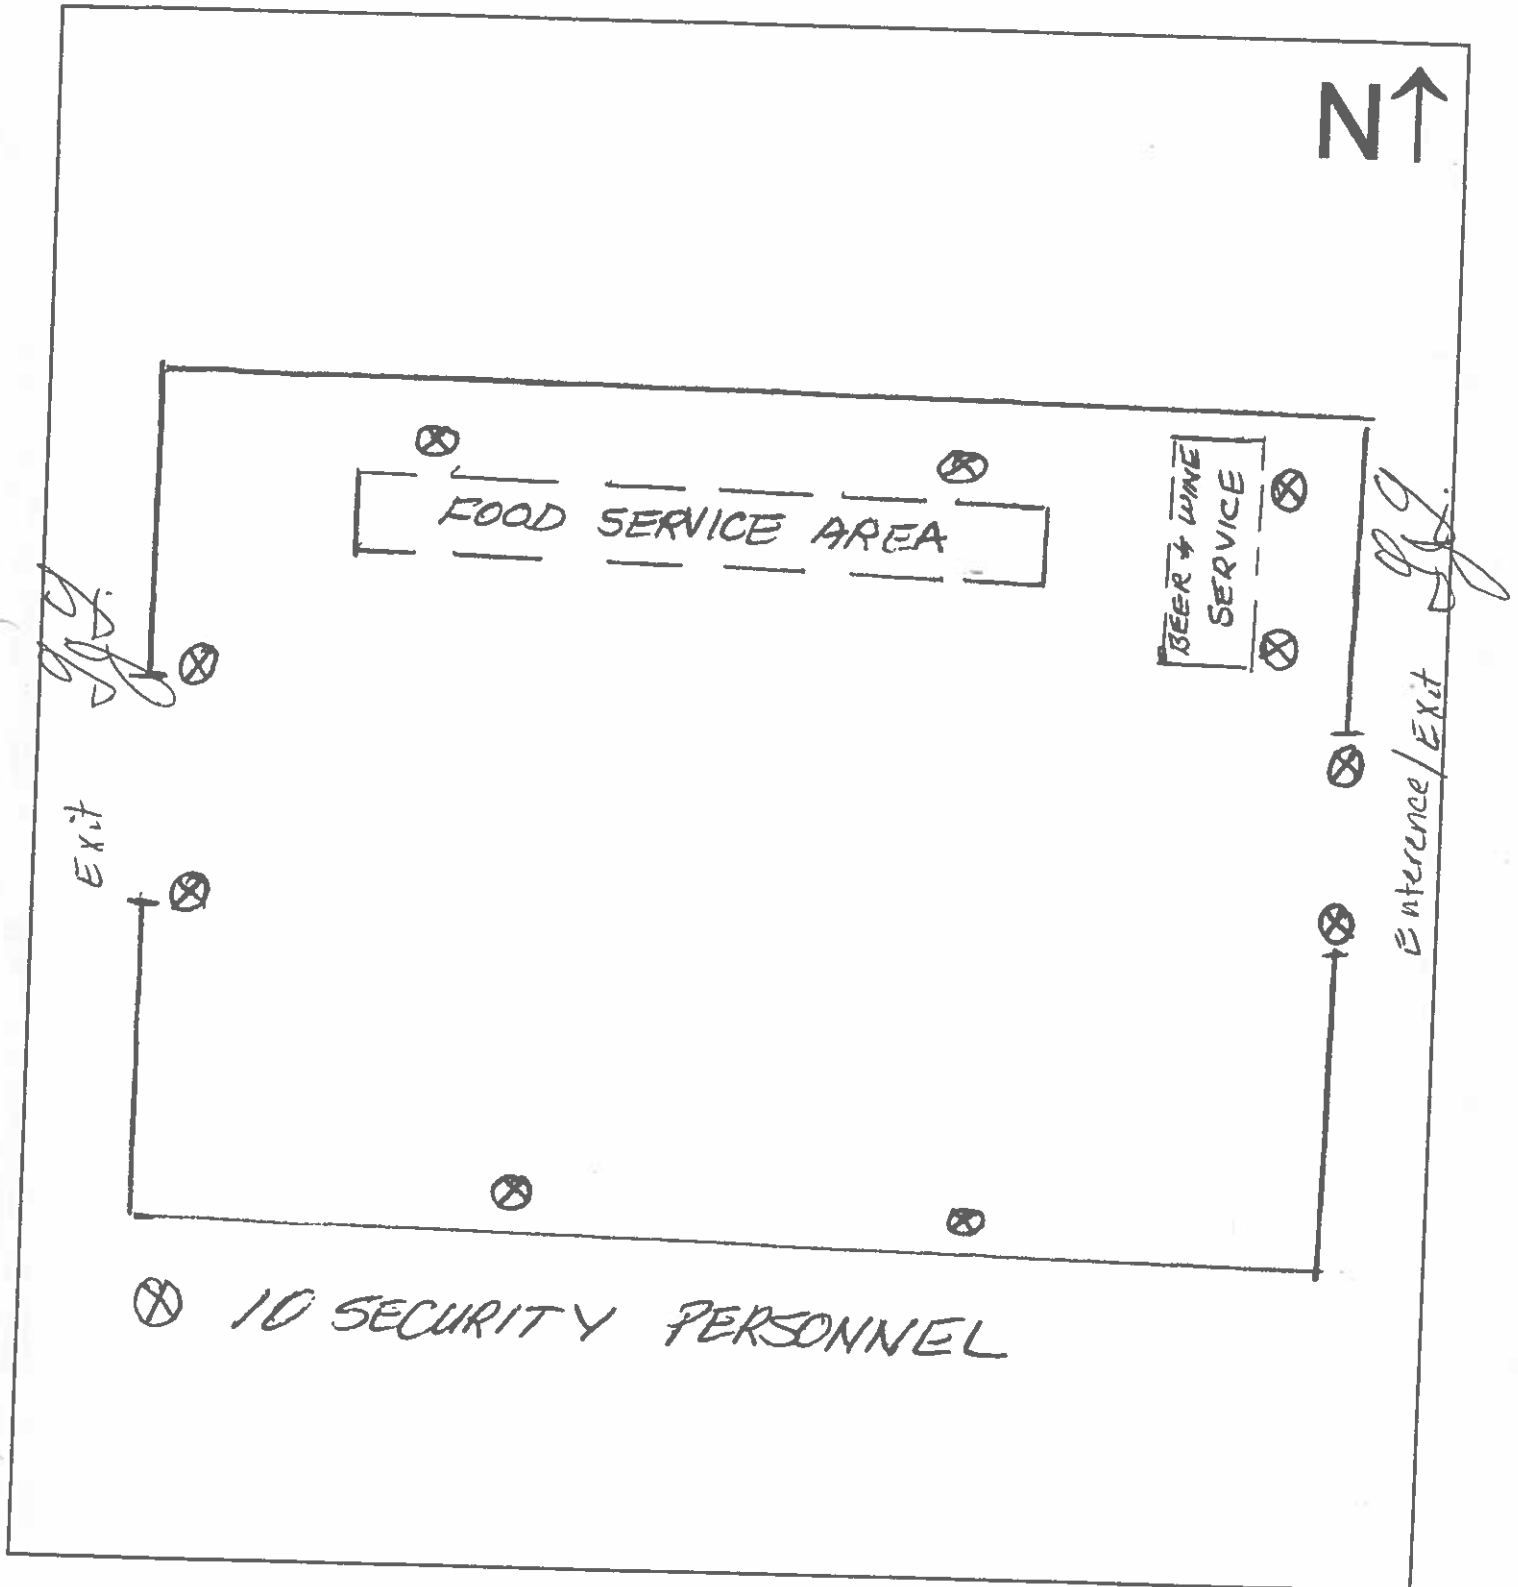 N
FOOD SERVICE AREA
BEER & WINE
SERVICE
Exit
Enterence/Exit
10 SECURITY PERSONNEL